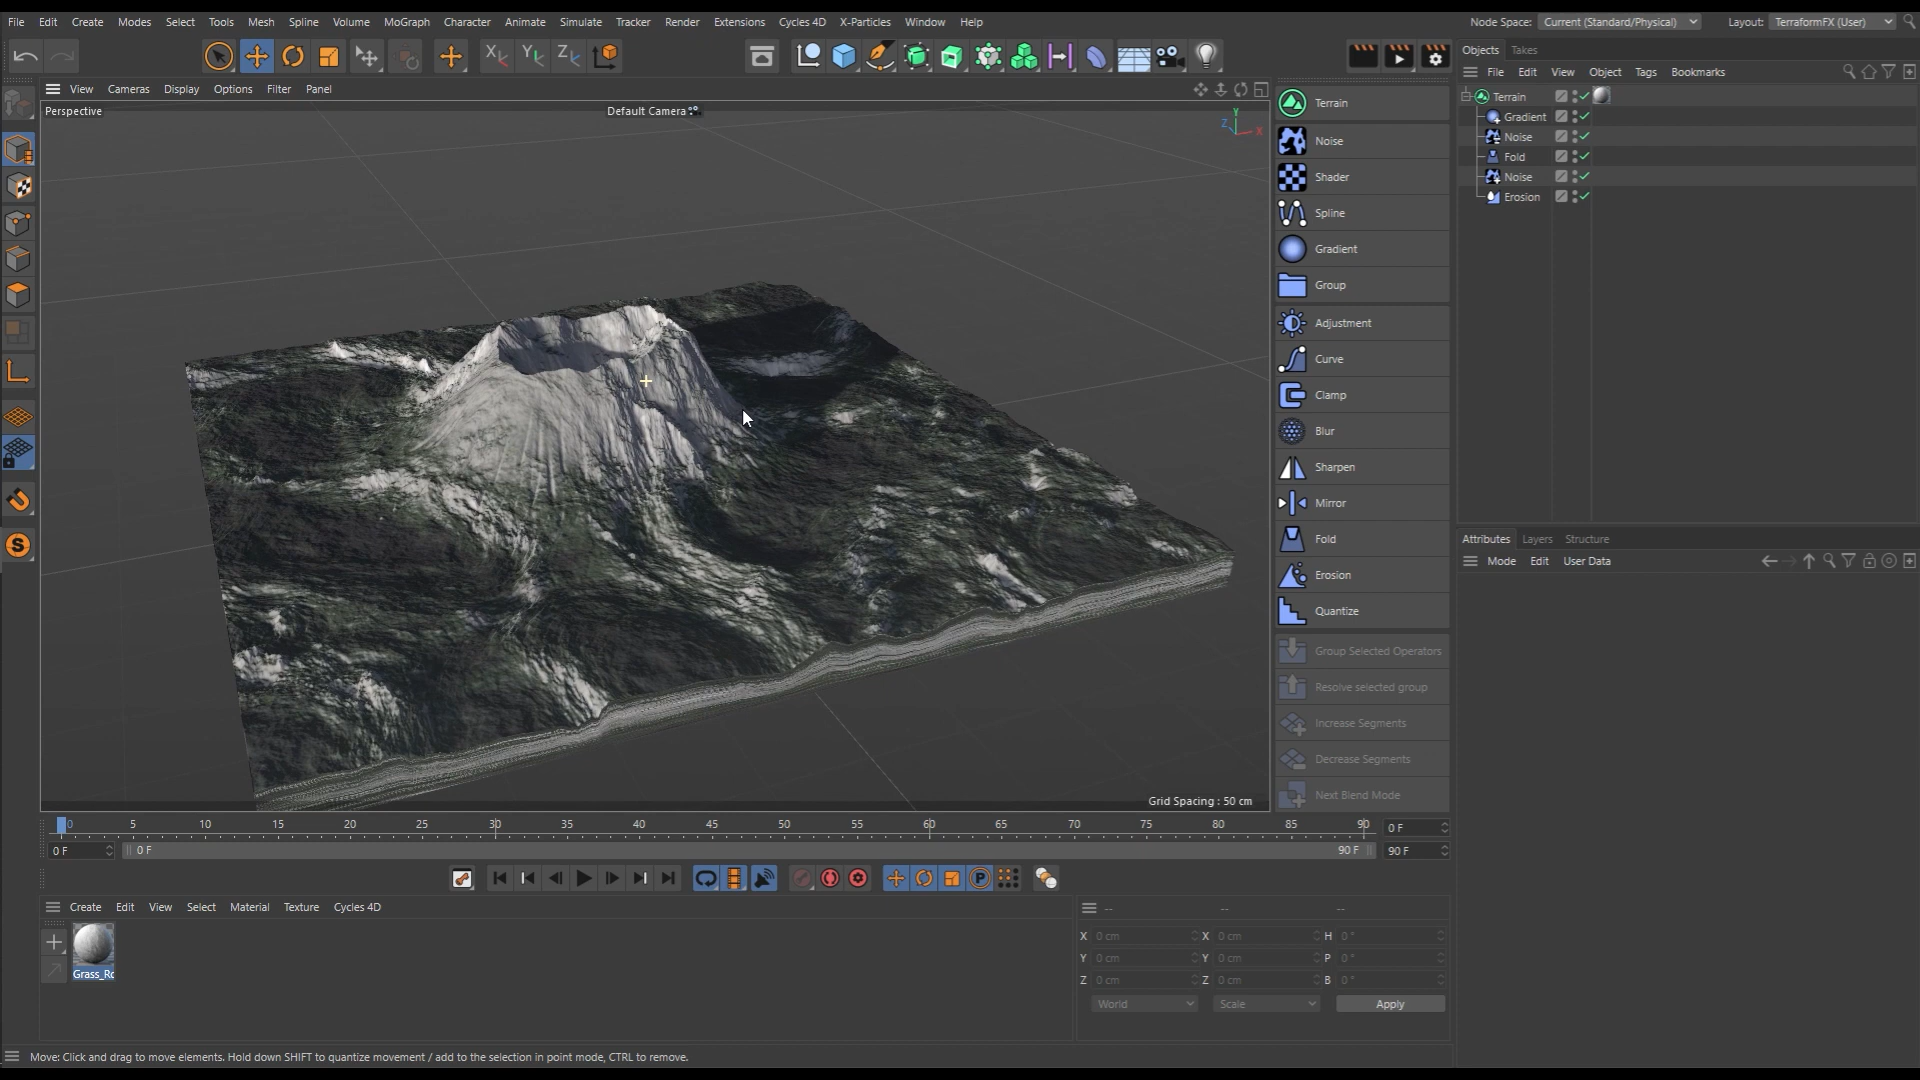 File Edit Create Modes Select Tools Mesh Spline Volume MoGraph Character Animate Simulate Tracker Render Extensions Cycles 4D X-Particles Window Help Node Space: Current (Standard/Physical) Layout: TerraformFX (User)
Objects Takes
File Edit View Object Tags Bookmarks
View Cameras Display Options Filter Panel
Perspective
Default Camera
Y
Z X
Terrain
Noise
Shader
Spline
Gradient
Group
Adjustment
Curve
Clamp
Blur
Sharpen
Mirror
Fold
Erosion
Quantize
Group Selected Operators
Resolve selected group
Increase Segments
Decrease Segments
Next Blend Mode
Terrain
Gradient
Noise
Fold
Noise
Erosion
Attributes Layers Structure
Mode Edit User Data
Grid Spacing : 50 cm
0 5 10 15 20 25 30 35 40 45 50 55 60 65 70 75 80 85 90 0 F
0 F 0 F 90 F 90 F
Create Edit View Select Material Texture Cycles 4D
Grass_Rc
-- -- --
X 0 cm X 0 cm H 0 °
Y 0 cm Y 0 cm P 0 °
Z 0 cm Z 0 cm B 0 °
World Scale Apply
Move: Click and drag to move elements. Hold down SHIFT to quantize movement / add to the selection in point mode, CTRL to remove.